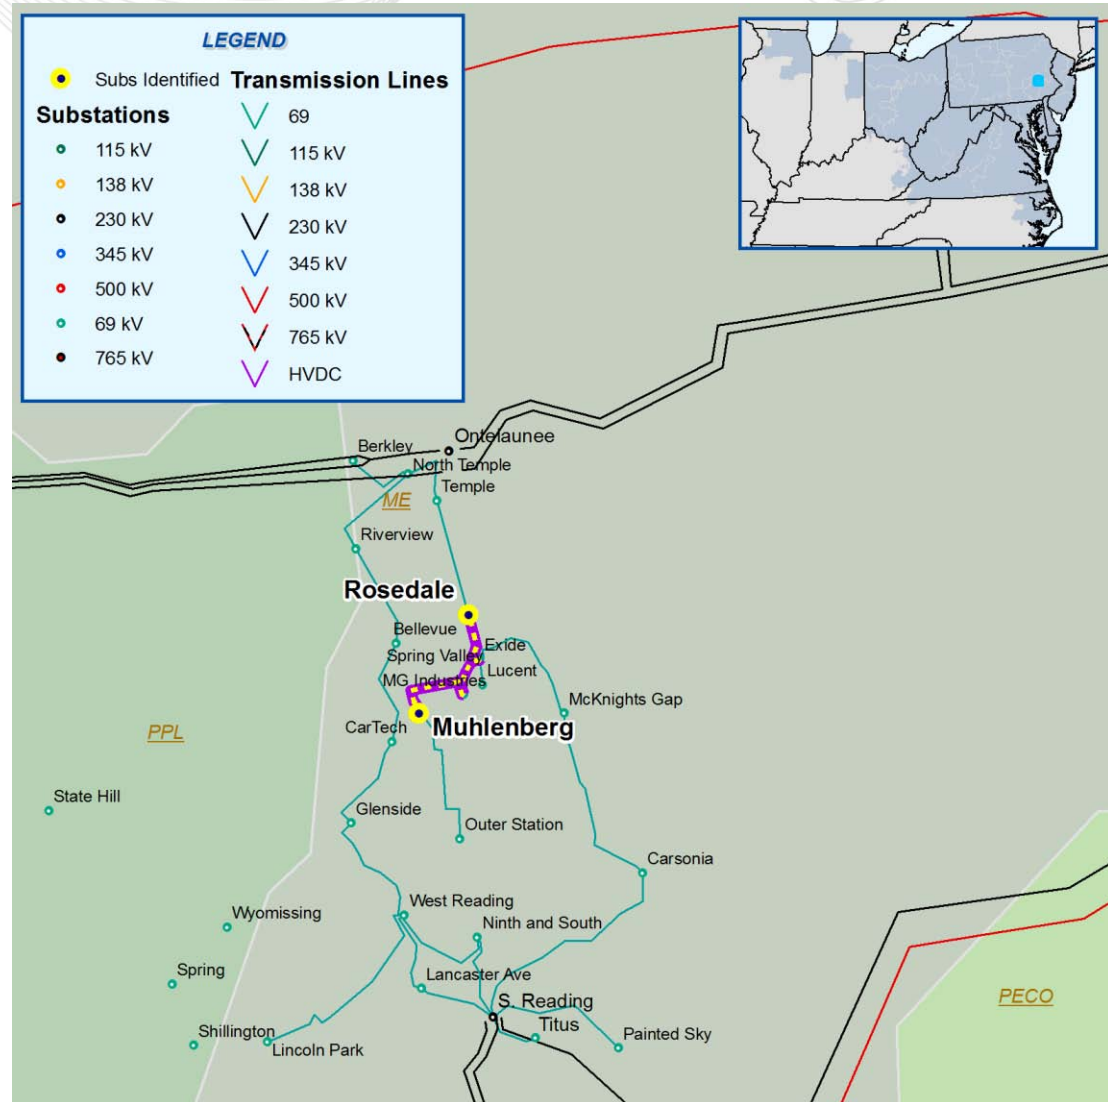 LEGEND
Subs Identified
Substations
115 kV
138 kV
230 kV
345 kV
500 kV
69 kV
765 kV
Transmission Lines
69
115 kV
138 kV
230 kV
345 kV
500 kV
765 kV
HVDC
Berkley
Ontelaunee
North Temple
ME
Temple
Riverview
Rosedale
Bellevue
Exide
Spring Valley
Lucent
MG Industries
McKnights Gap
Muhlenberg
CarTech
PPL
State Hill
Glenside
Outer Station
Carsonia
West Reading
Wyomissing
Ninth and South
Spring
Lancaster Ave
S. Reading
PECO
Titus
Shillington
Painted Sky
Lincoln Park